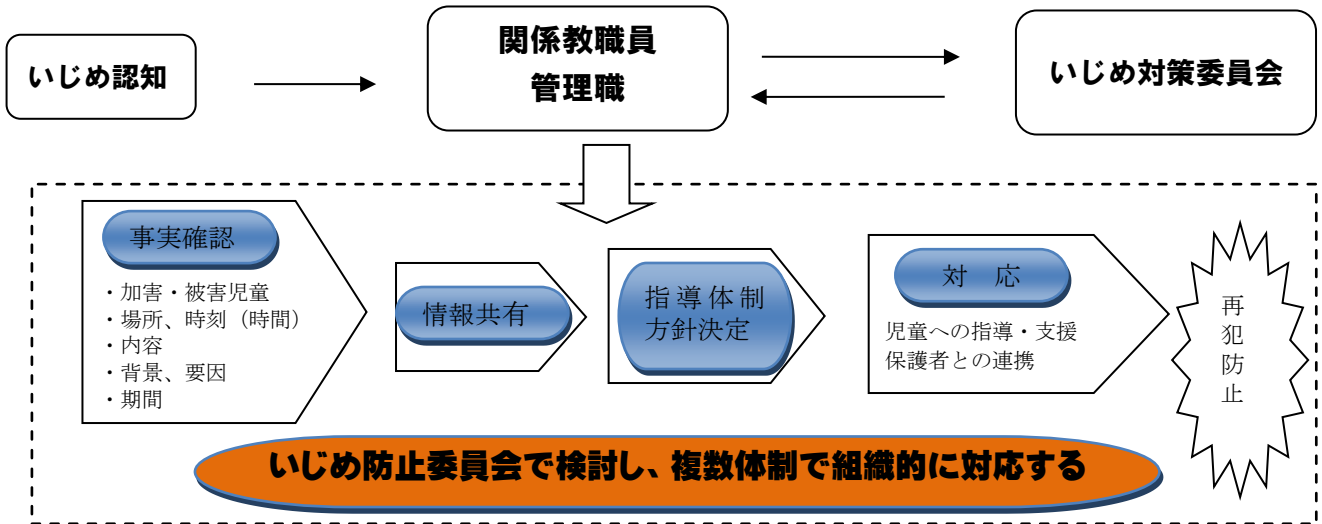 いじめ認知
関係教職員
管理職
いじめ対策委員会
事実確認
・加害・被害児童
・場所、時刻（時間）
・内容
・背景、要因
・期間
情報共有
指導体制
方針決定
対　応
児童への指導・支援
保護者との連携
再犯防止
いじめ防止委員会で検討し、複数体制で組織的に対応する